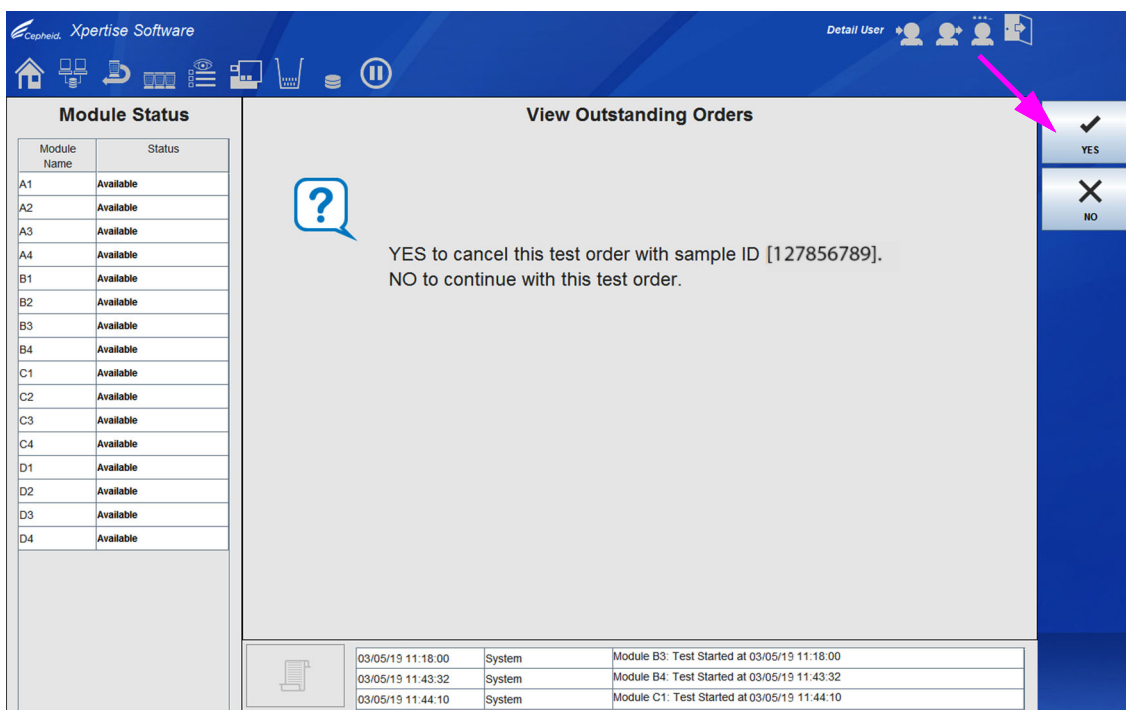 Cepheid. Xpertise Software
Detail User
Module Status
Module Name Status
A1 Available
A2 Available
A3 Available
A4 Available
B1 Available
B2 Available
B3 Available
B4 Available
C1 Available
C2 Available
C3 Available
C4 Available
D1 Available
D2 Available
D3 Available
D4 Available
View Outstanding Orders
?
YES to cancel this test order with sample ID [127856789].
NO to continue with this test order.
YES
NO
03/05/19 11:18:00 System Module B3: Test Started at 03/05/19 11:18:00
03/05/19 11:43:32 System Module B4: Test Started at 03/05/19 11:43:32
03/05/19 11:44:10 System Module C1: Test Started at 03/05/19 11:44:10